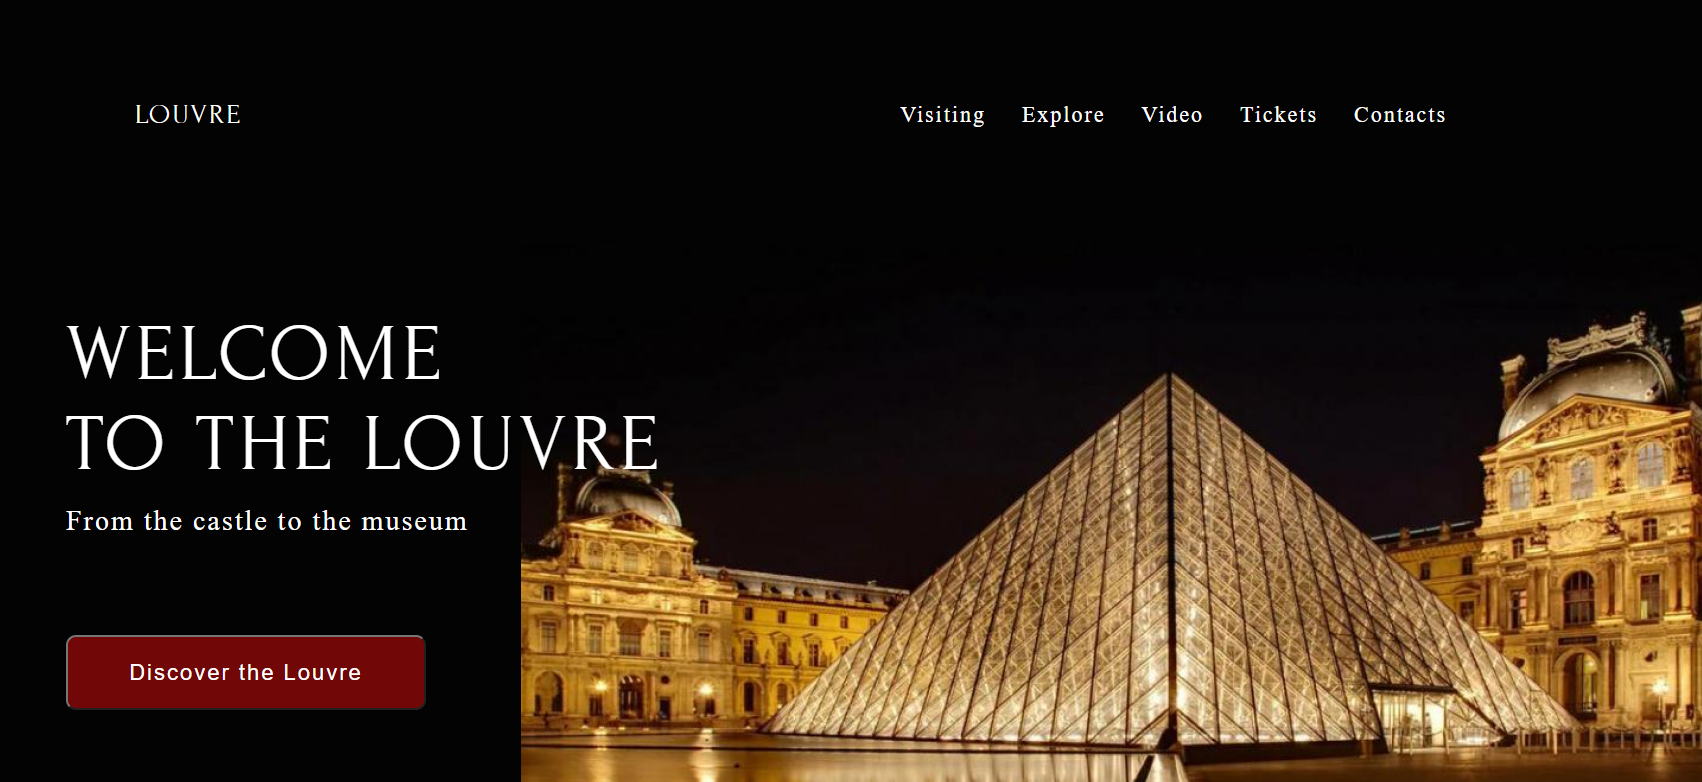 LOUVRE
Visiting Explore Video Tickets Contacts
WELCOME
TO THE LOUVRE
From the castle to the museum
Discover the Louvre